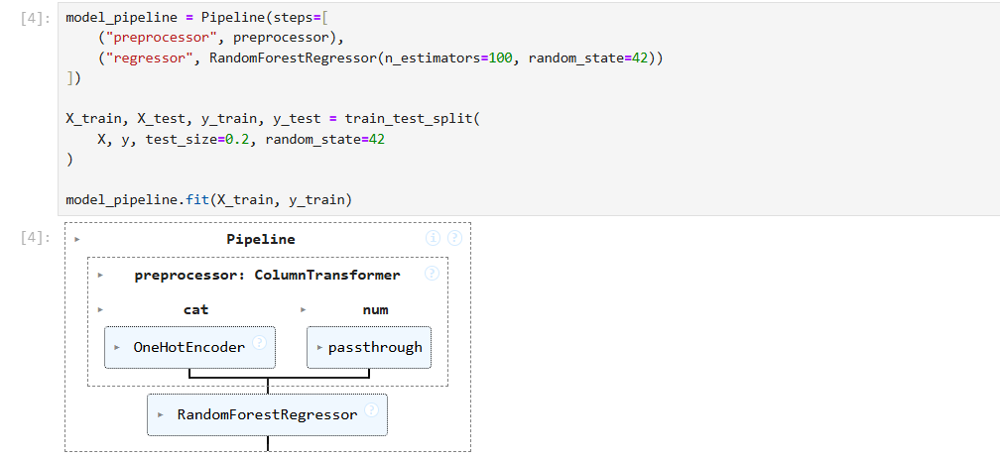 [4]: model_pipeline = Pipeline(steps=[
    ("preprocessor", preprocessor),
    ("regressor", RandomForestRegressor(n_estimators=100, random_state=42))
])

X_train, X_test, y_train, y_test = train_test_split(
    X, y, test_size=0.2, random_state=42
)

model_pipeline.fit(X_train, y_train)
[4]: ▸ Pipeline i ?
▸ preprocessor: ColumnTransformer ?
▸ cat ▸ num
▸ OneHotEncoder ? ▸ passthrough
▸ RandomForestRegressor ?